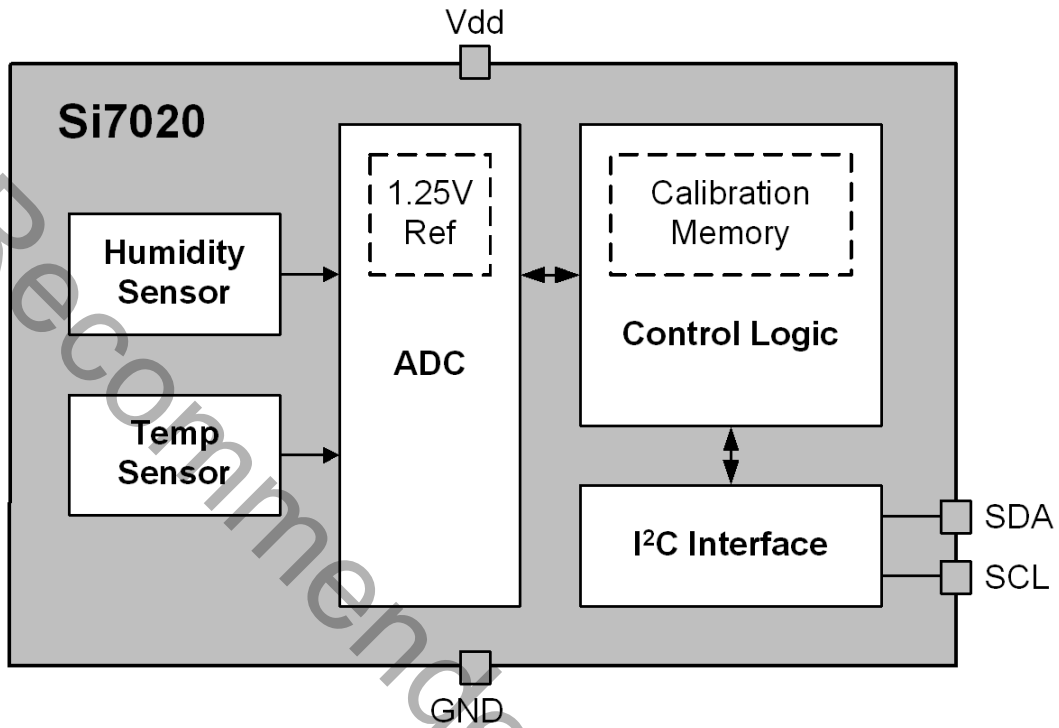 Vdd
Si7020
1.25V
Ref
Calibration
Memory
Humidity
Sensor
Control Logic
ADC
Temp
Sensor
I²C Interface
SDA
SCL
GND